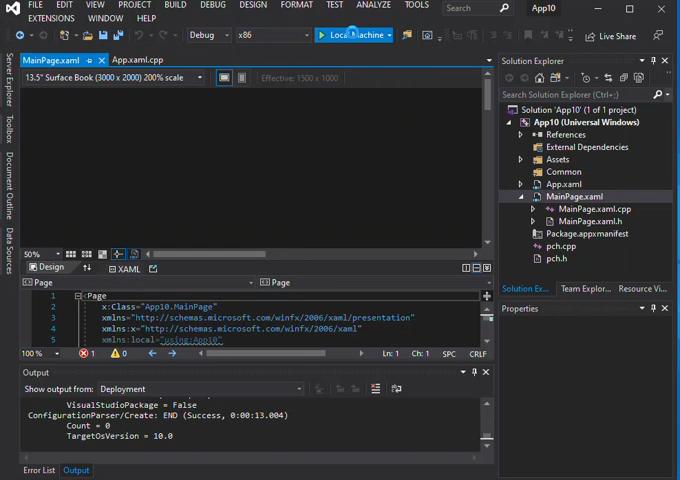 FILE EDIT VIEW PROJECT BUILD DEBUG DESIGN FORMAT TEST ANALYZE TOOLS Search App10
EXTENSIONS WINDOW HELP
Debug x86 Local Machine Live Share
MainPage.xaml App.xaml.cpp
13.5" Surface Book (3000 x 2000) 200% scale Effective: 1500 x 1000
Server Explorer
Toolbox
Document Outline
Data Sources
50%
Design XAML
Page Page
1 Page
2 x:Class="App10.MainPage"
3 xmlns="http://schemas.microsoft.com/winfx/2006/xaml/presentation"
4 xmlns:x="http://schemas.microsoft.com/winfx/2006/xaml"
5 xmlns:local="using:App10"
100 % 1 0 Ln: 1 Ch: 1 SPC CRLF
Output
Show output from: Deployment
VisualStudioPackage = False
ConfigurationParser/Create: END (Success, 0:00:13.004)
Count = 0
TargetOsVersion = 10.0
Error List Output
Solution Explorer
Search Solution Explorer
Solution 'App10' (1 of 1 project)
App10 (Universal Windows)
References
External Dependencies
Assets
Common
App.xaml
MainPage.xaml
MainPage.xaml.cpp
MainPage.xaml.h
Package.appxmanifest
pch.cpp
pch.h
Solution Ex... Team Explor... Resource Vi...
Properties